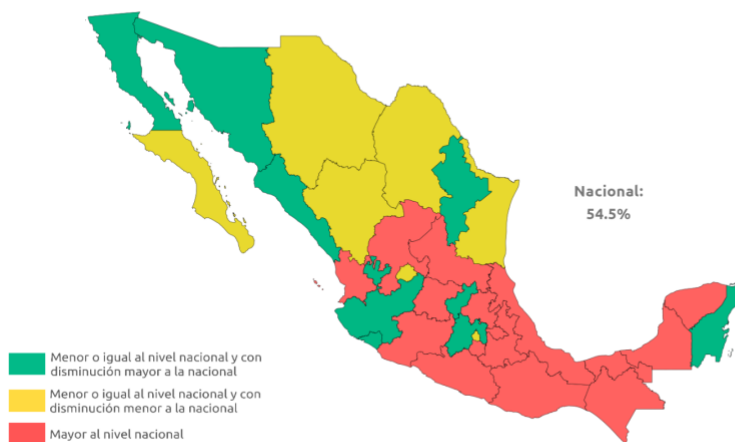 Nacional:
54.5%
Menor o igual al nivel nacional y con
disminución mayor a la nacional
Menor o igual al nivel nacional y con
disminución menor a la nacional
Mayor al nivel nacional